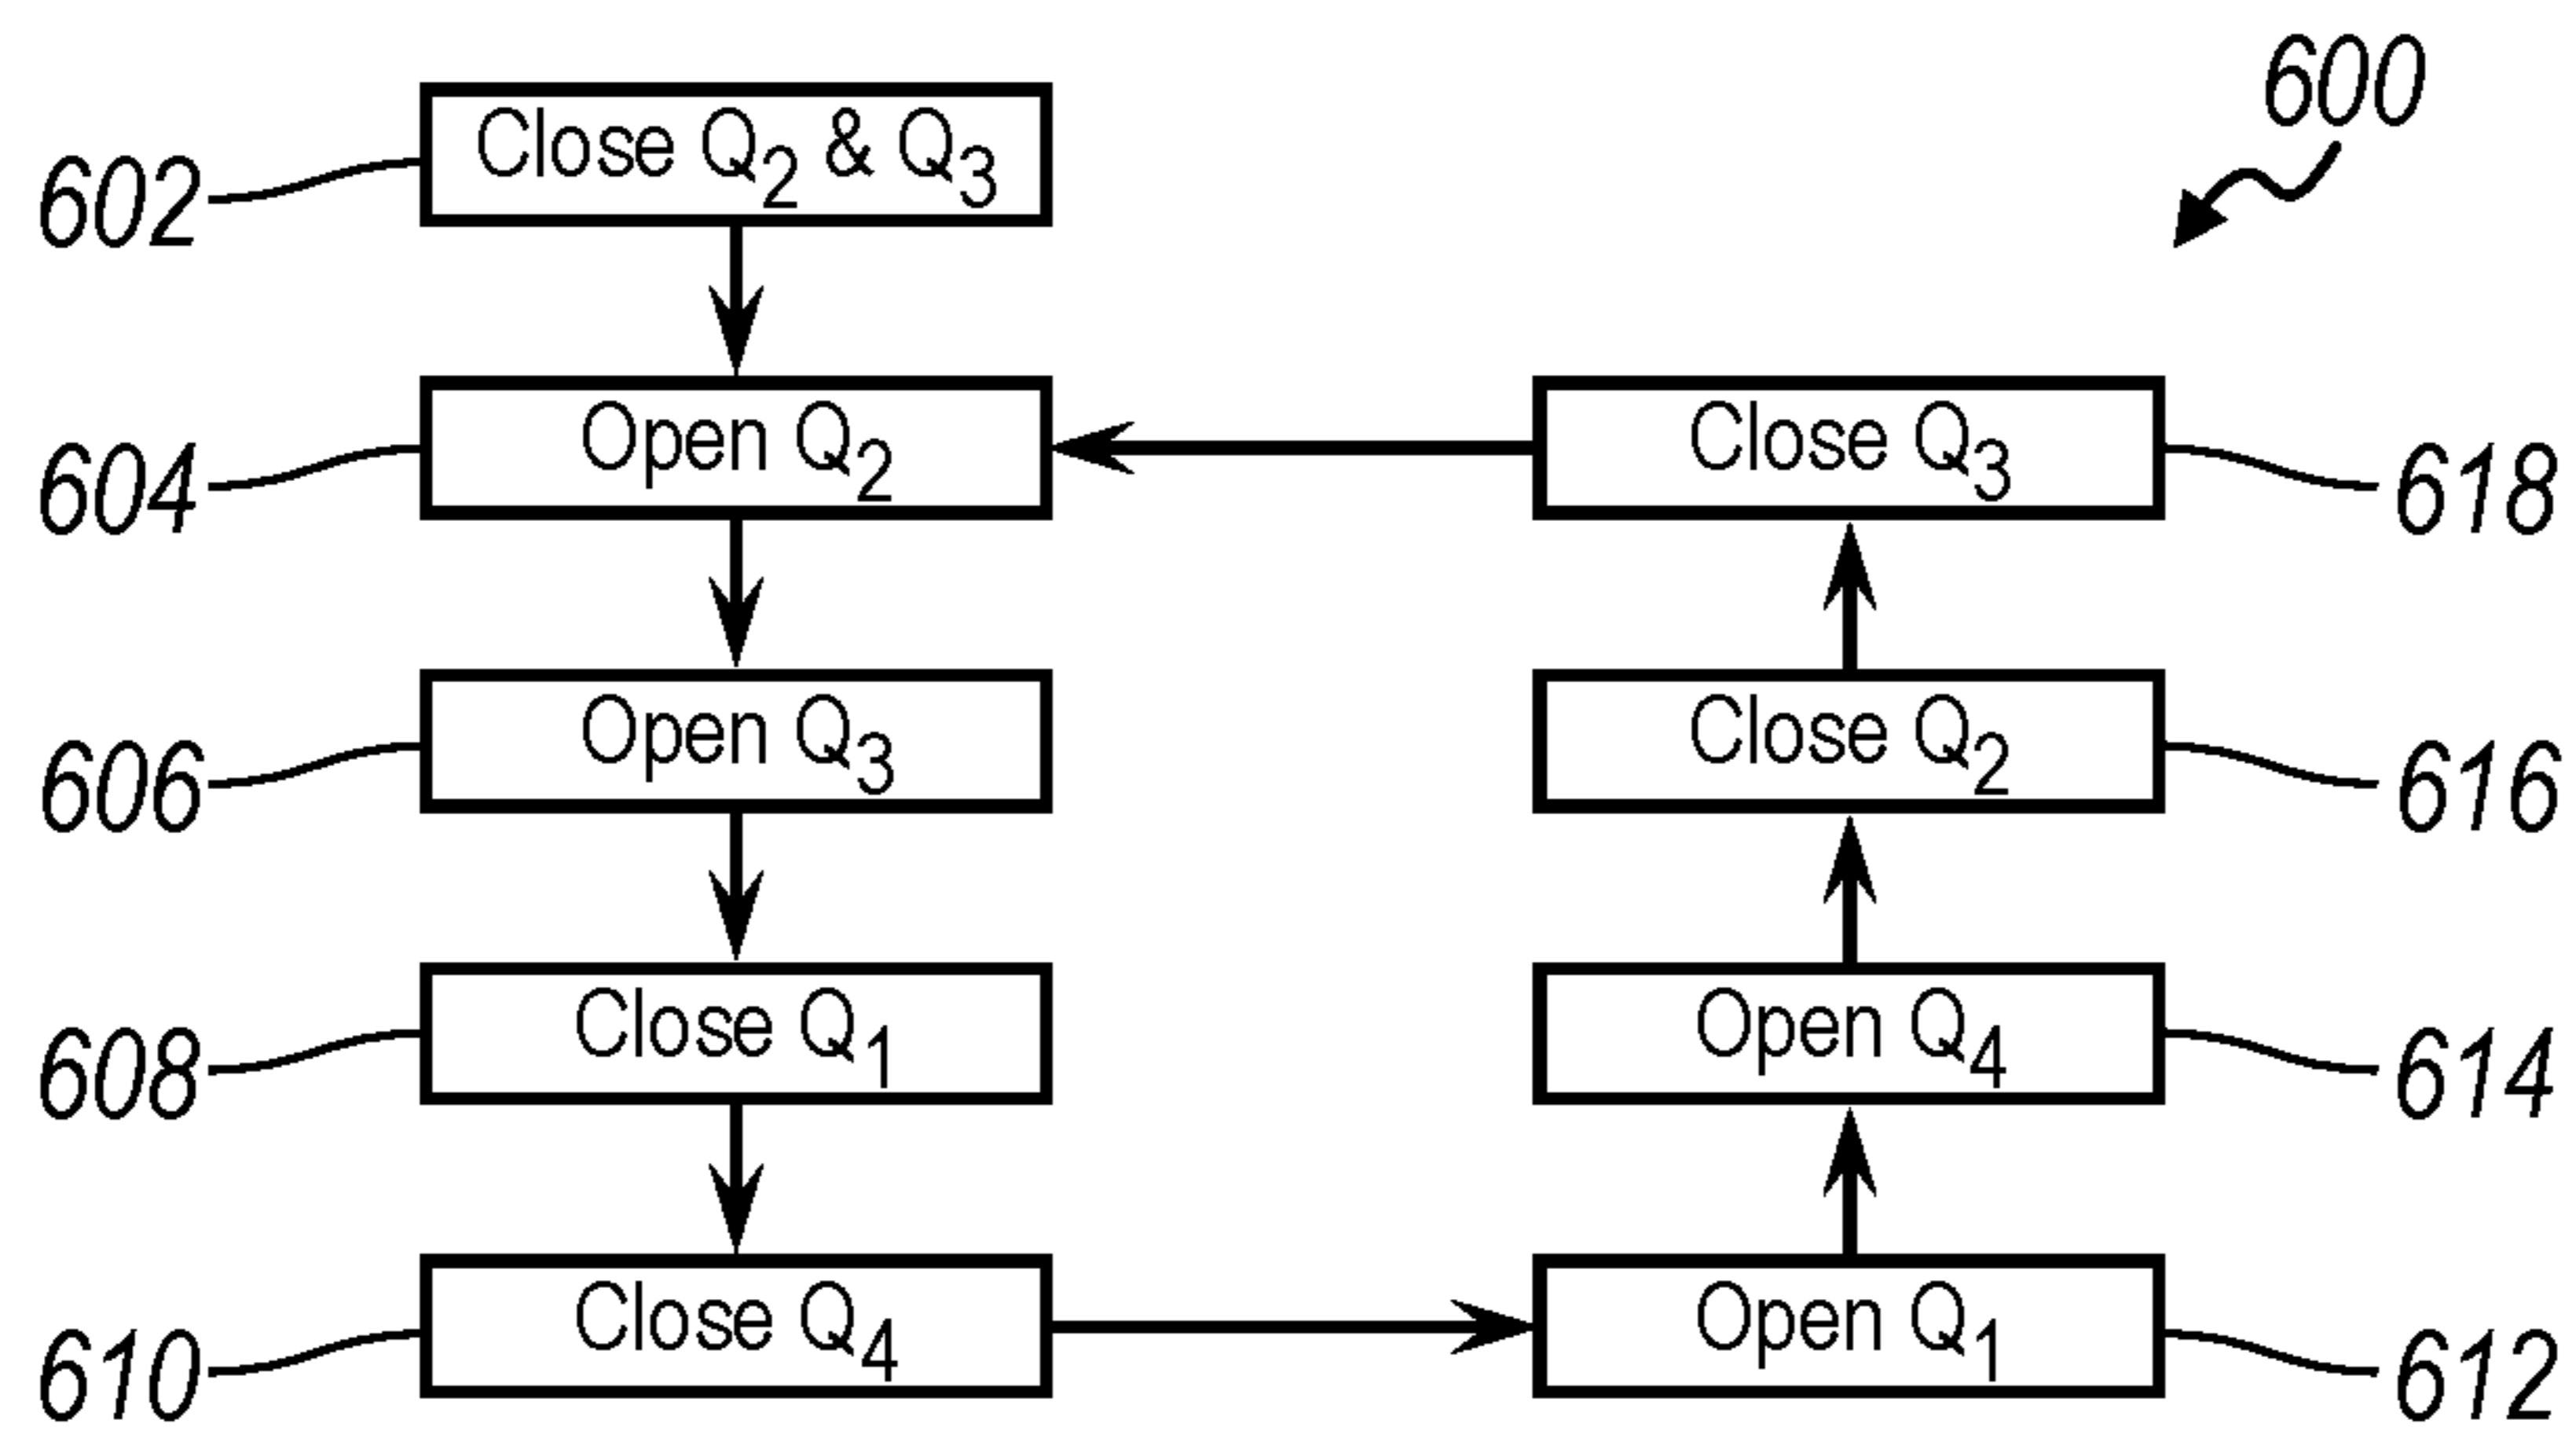 600
602
Close Q₂ & Q₃
604
Open Q₂
Close Q₃
618
606
Open Q₃
Close Q₂
616
608
Close Q₁
Open Q₄
614
610
Close Q₄
Open Q₁
612